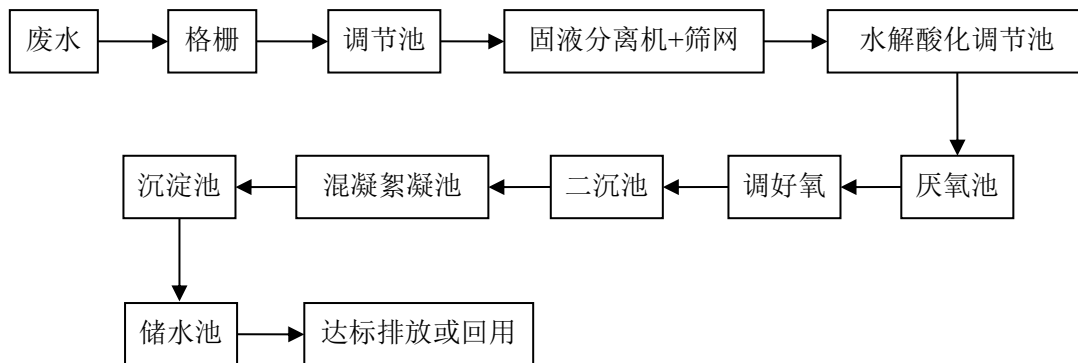 废水
格栅
调节池
固液分离机+筛网
水解酸化调节池
厌氧池
调好氧
二沉池
混凝絮凝池
沉淀池
储水池
达标排放或回用